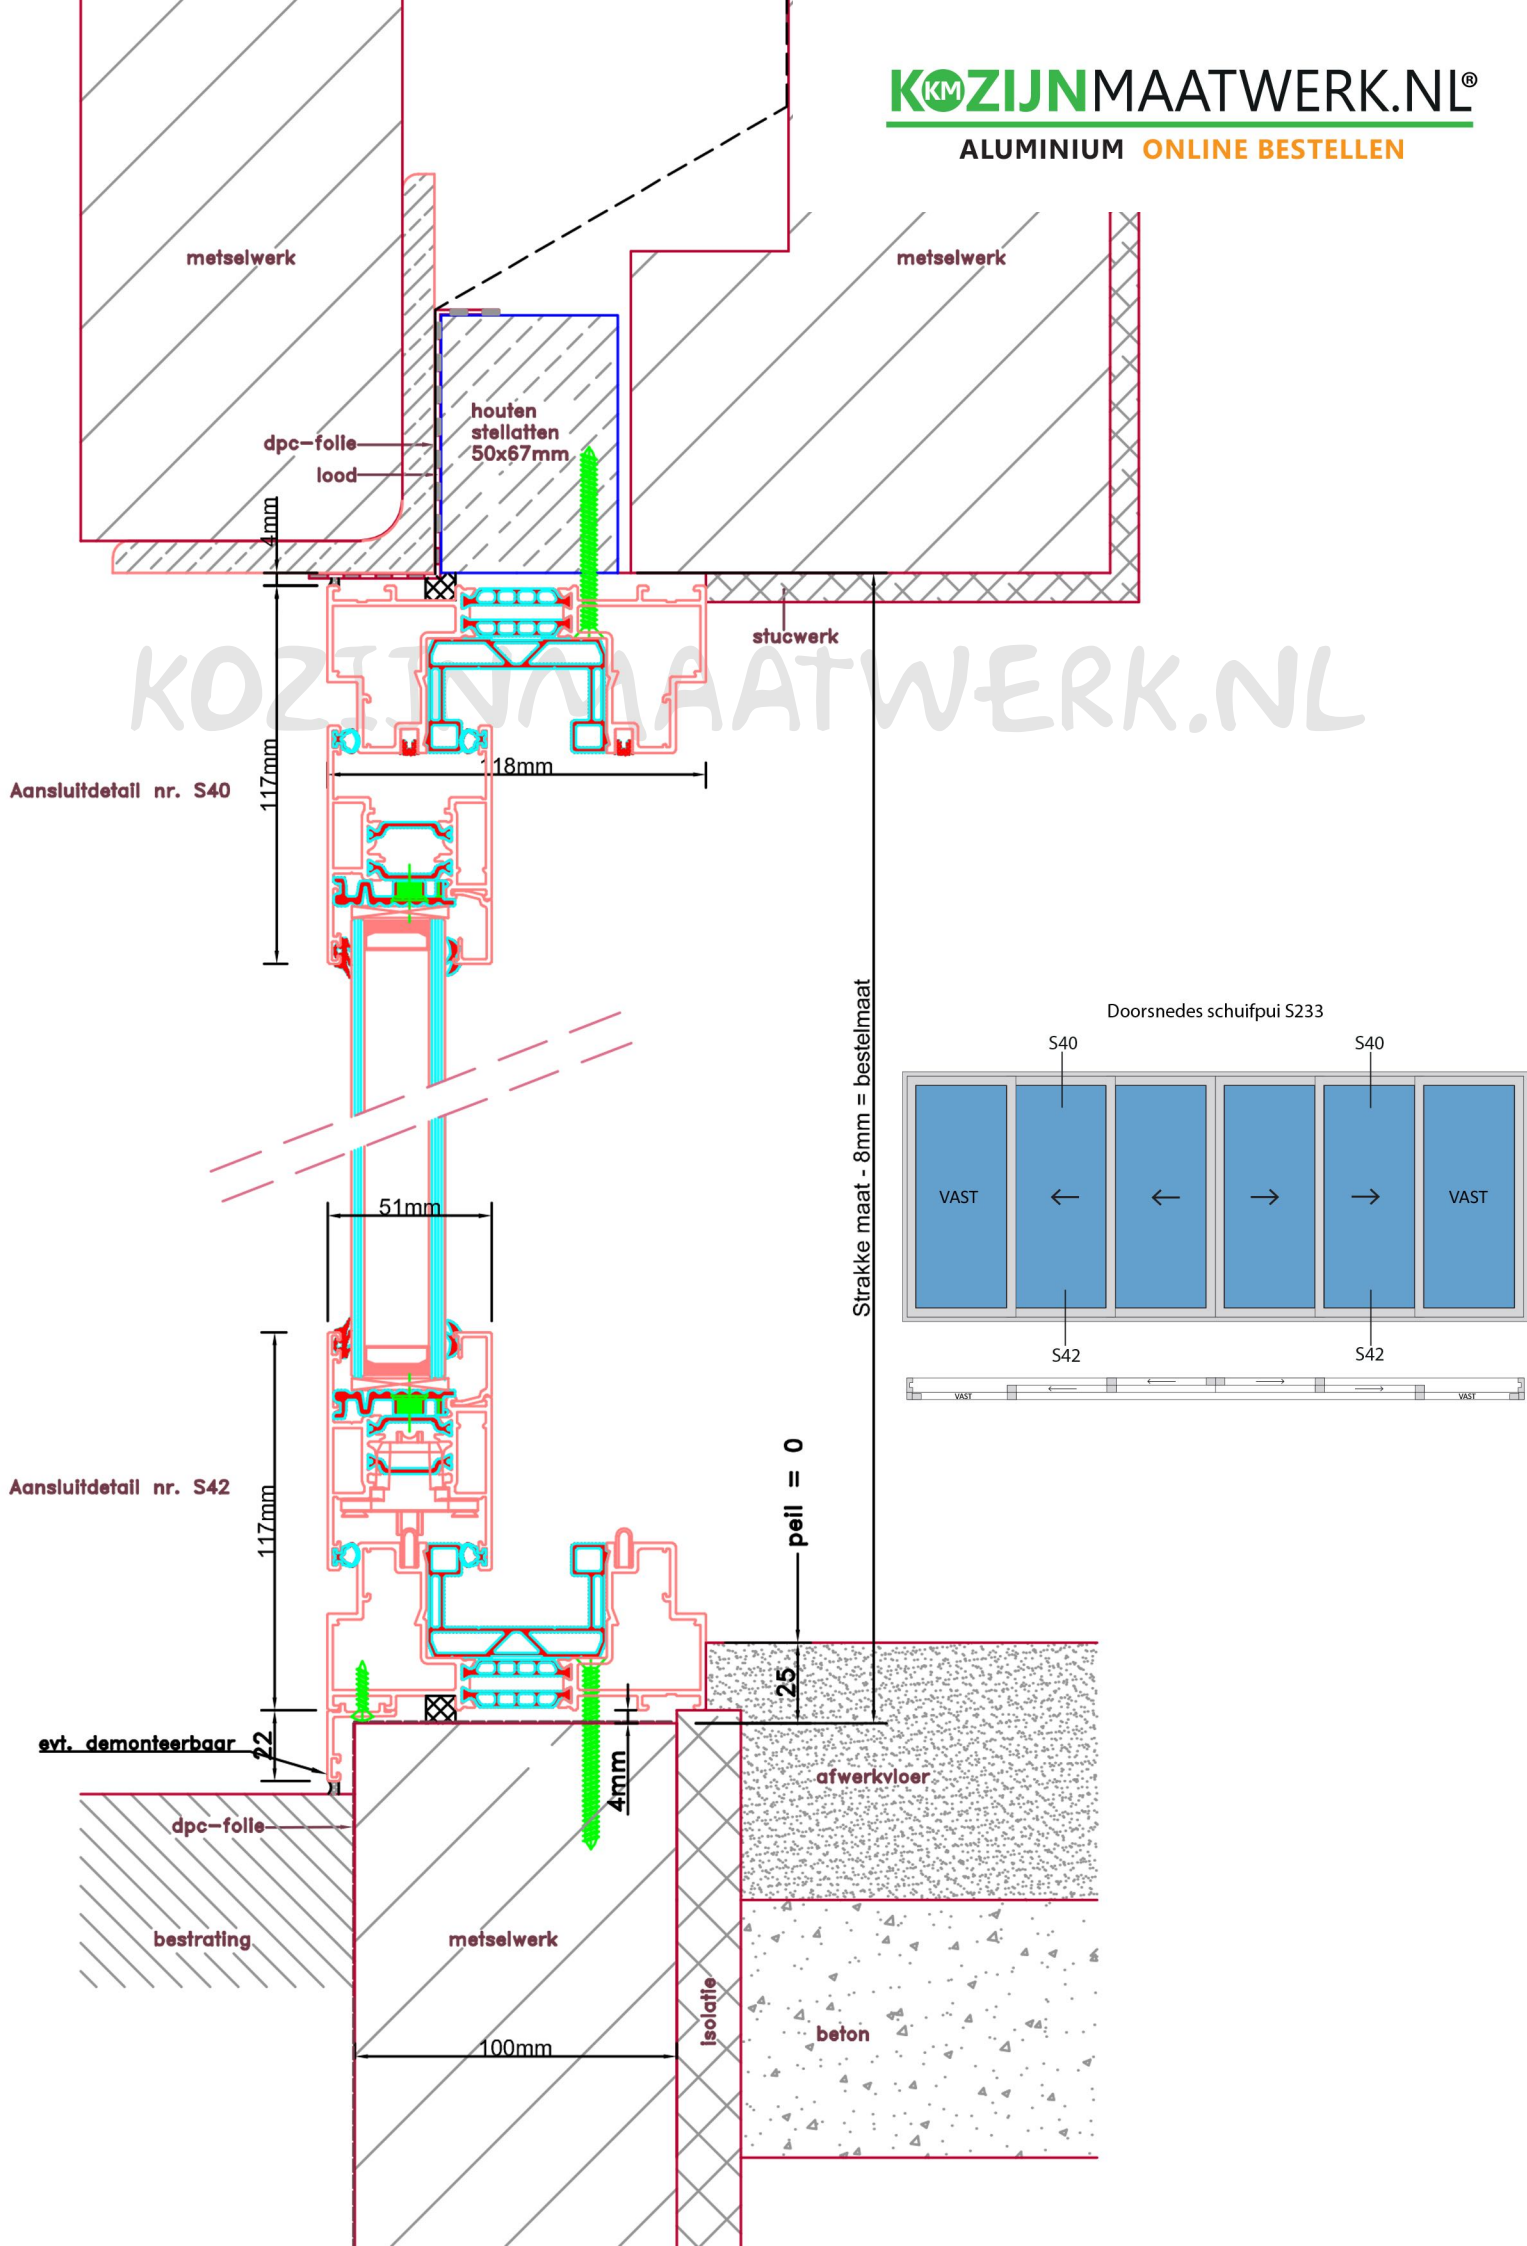 KOZIJNMAATWERK.NL®
KM
ALUMINIUM ONLINE BESTELLEN
metselwerk
metselwerk
houten
stellatten
50x67mm
dpc-folie
lood
4mm
stucwerk
KOZIJNMAATWERK.NL
118mm
117mm
Aansluitdetail nr. S40
Strakke maat - 8mm = bestelmaat
Doorsnedes schuifpui S233
S40
S40
VAST
VAST
S42
S42
VAST
VAST
51mm
Aansluitdetail nr. S42
117mm
peil = 0
25
evt. demonteerbaar
22
4mm
afwerkvloer
dpc-folie
bestrating
metselwerk
isolatie
beton
100mm